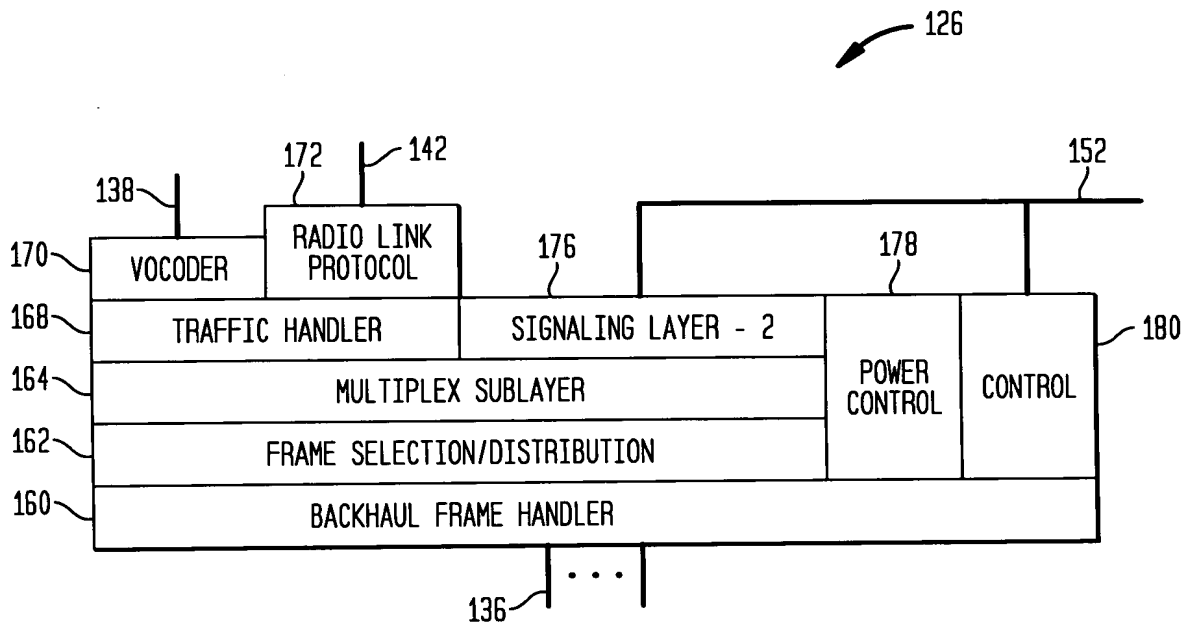 126
152
142
172
138
RADIO LINK
PROTOCOL
176
178
170
VOCODER
168
TRAFFIC HANDLER
SIGNALING LAYER - 2
180
POWER
CONTROL
CONTROL
164
MULTIPLEX SUBLAYER
162
FRAME SELECTION/DISTRIBUTION
160
BACKHAUL FRAME HANDLER
136